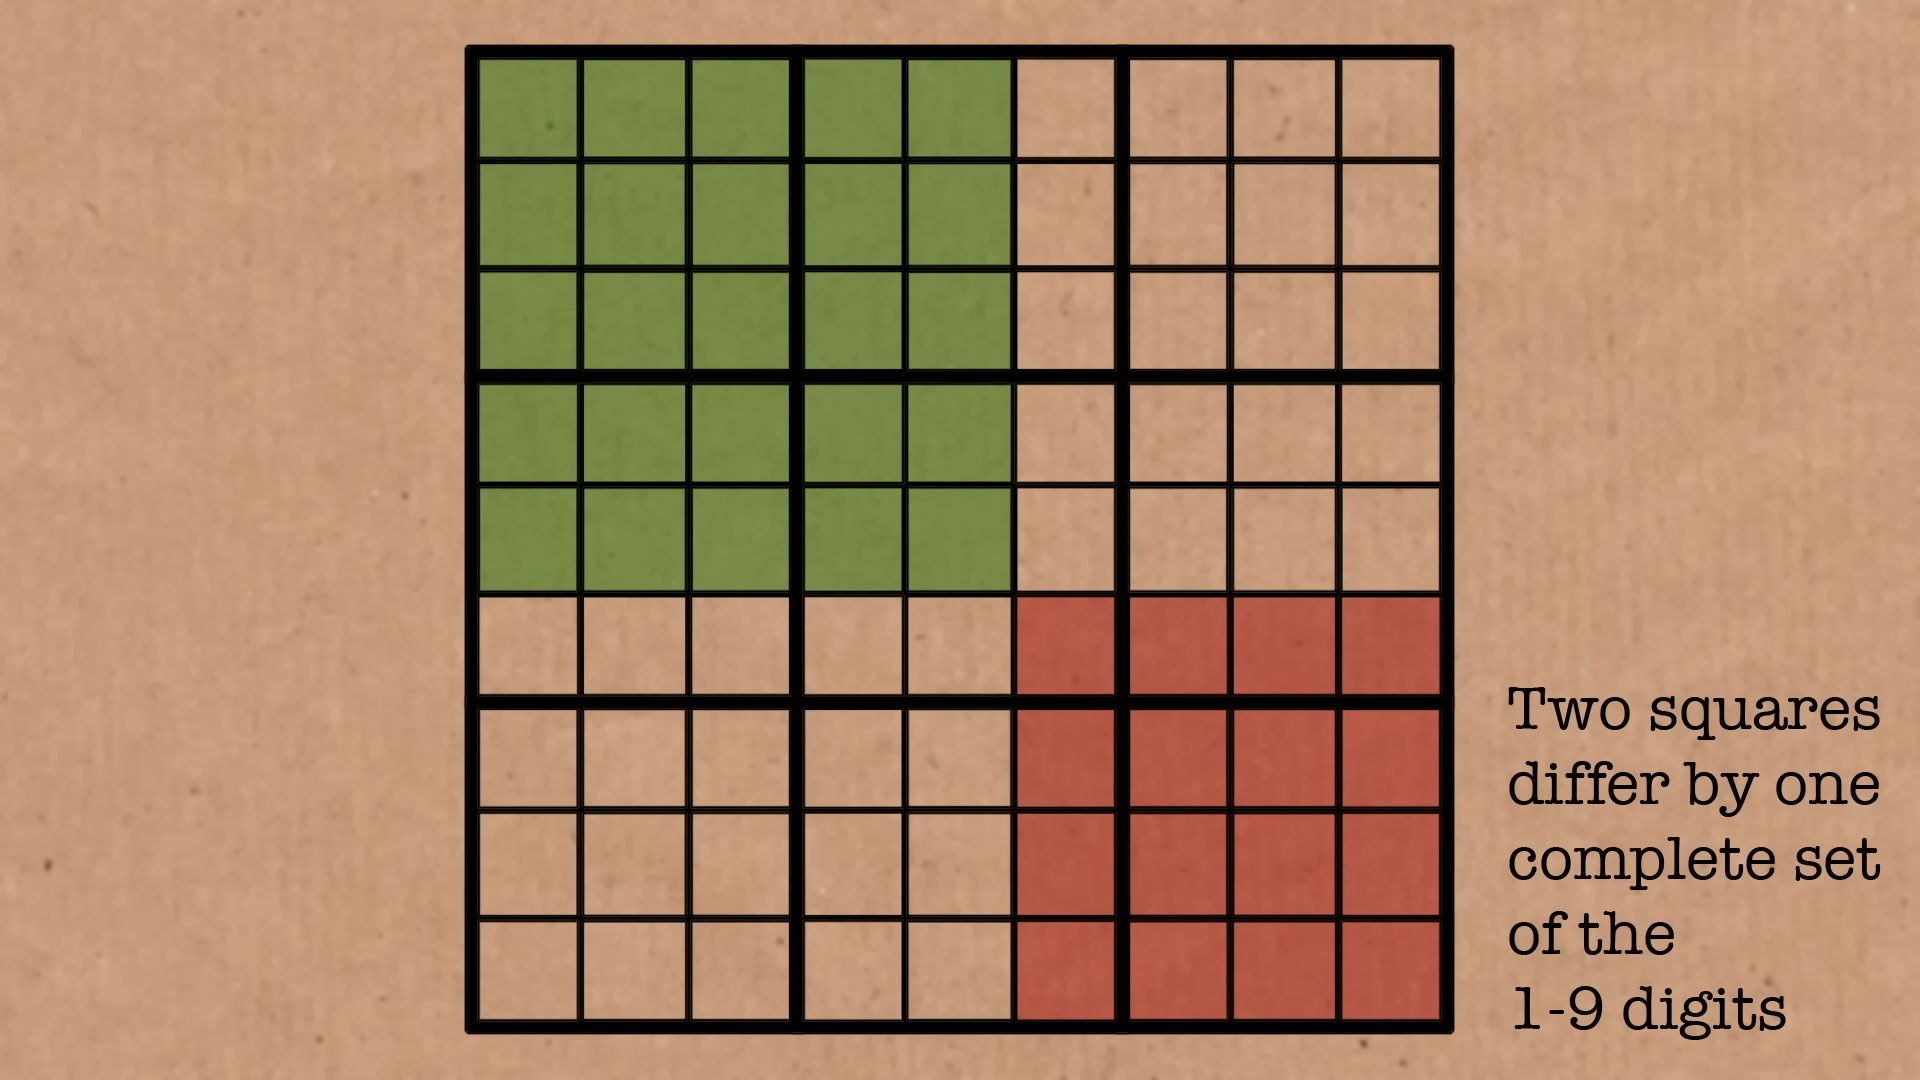 Two squares
differ by one
complete set
of the
1-9 digits